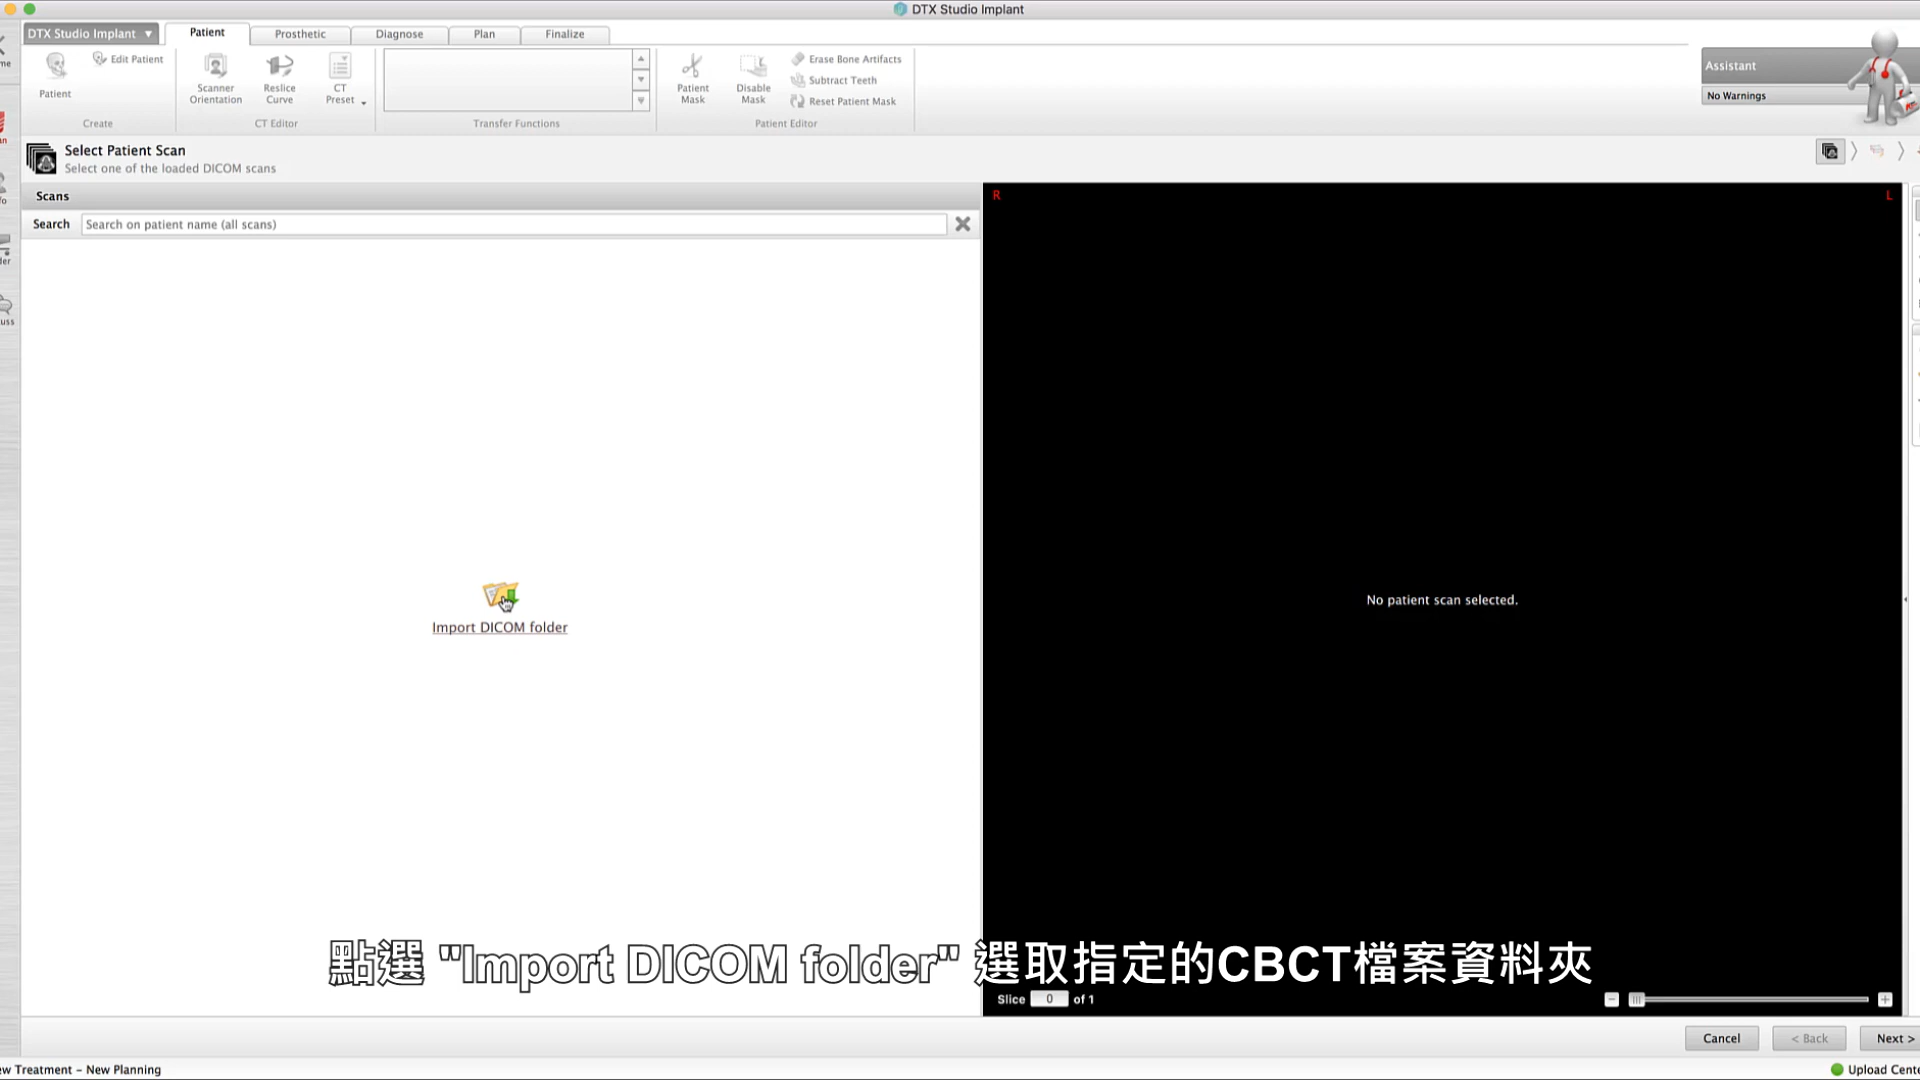 DTX Studio Implant
DTX Studio Implant ▼
Patient
Prosthetic
Diagnose
Plan
Finalize
Patient
Edit Patient
Create
Scanner
Orientation
Reslice
Curve
CT
Preset
CT Editor
Transfer Functions
Patient
Mask
Disable
Mask
Erase Bone Artifacts
Subtract Teeth
Reset Patient Mask
Patient Editor
Assistant
No Warnings
Select Patient Scan
Select one of the loaded DICOM scans
Scans
Search
Search on patient name (all scans)
R
L
Import DICOM folder
No patient scan selected.
點選 "Import DICOM folder" 選取指定的CBCT檔案資料夾
Slice 0 of 1
Cancel
< Back
Next >
ew Treatment - New Planning
Upload Cente